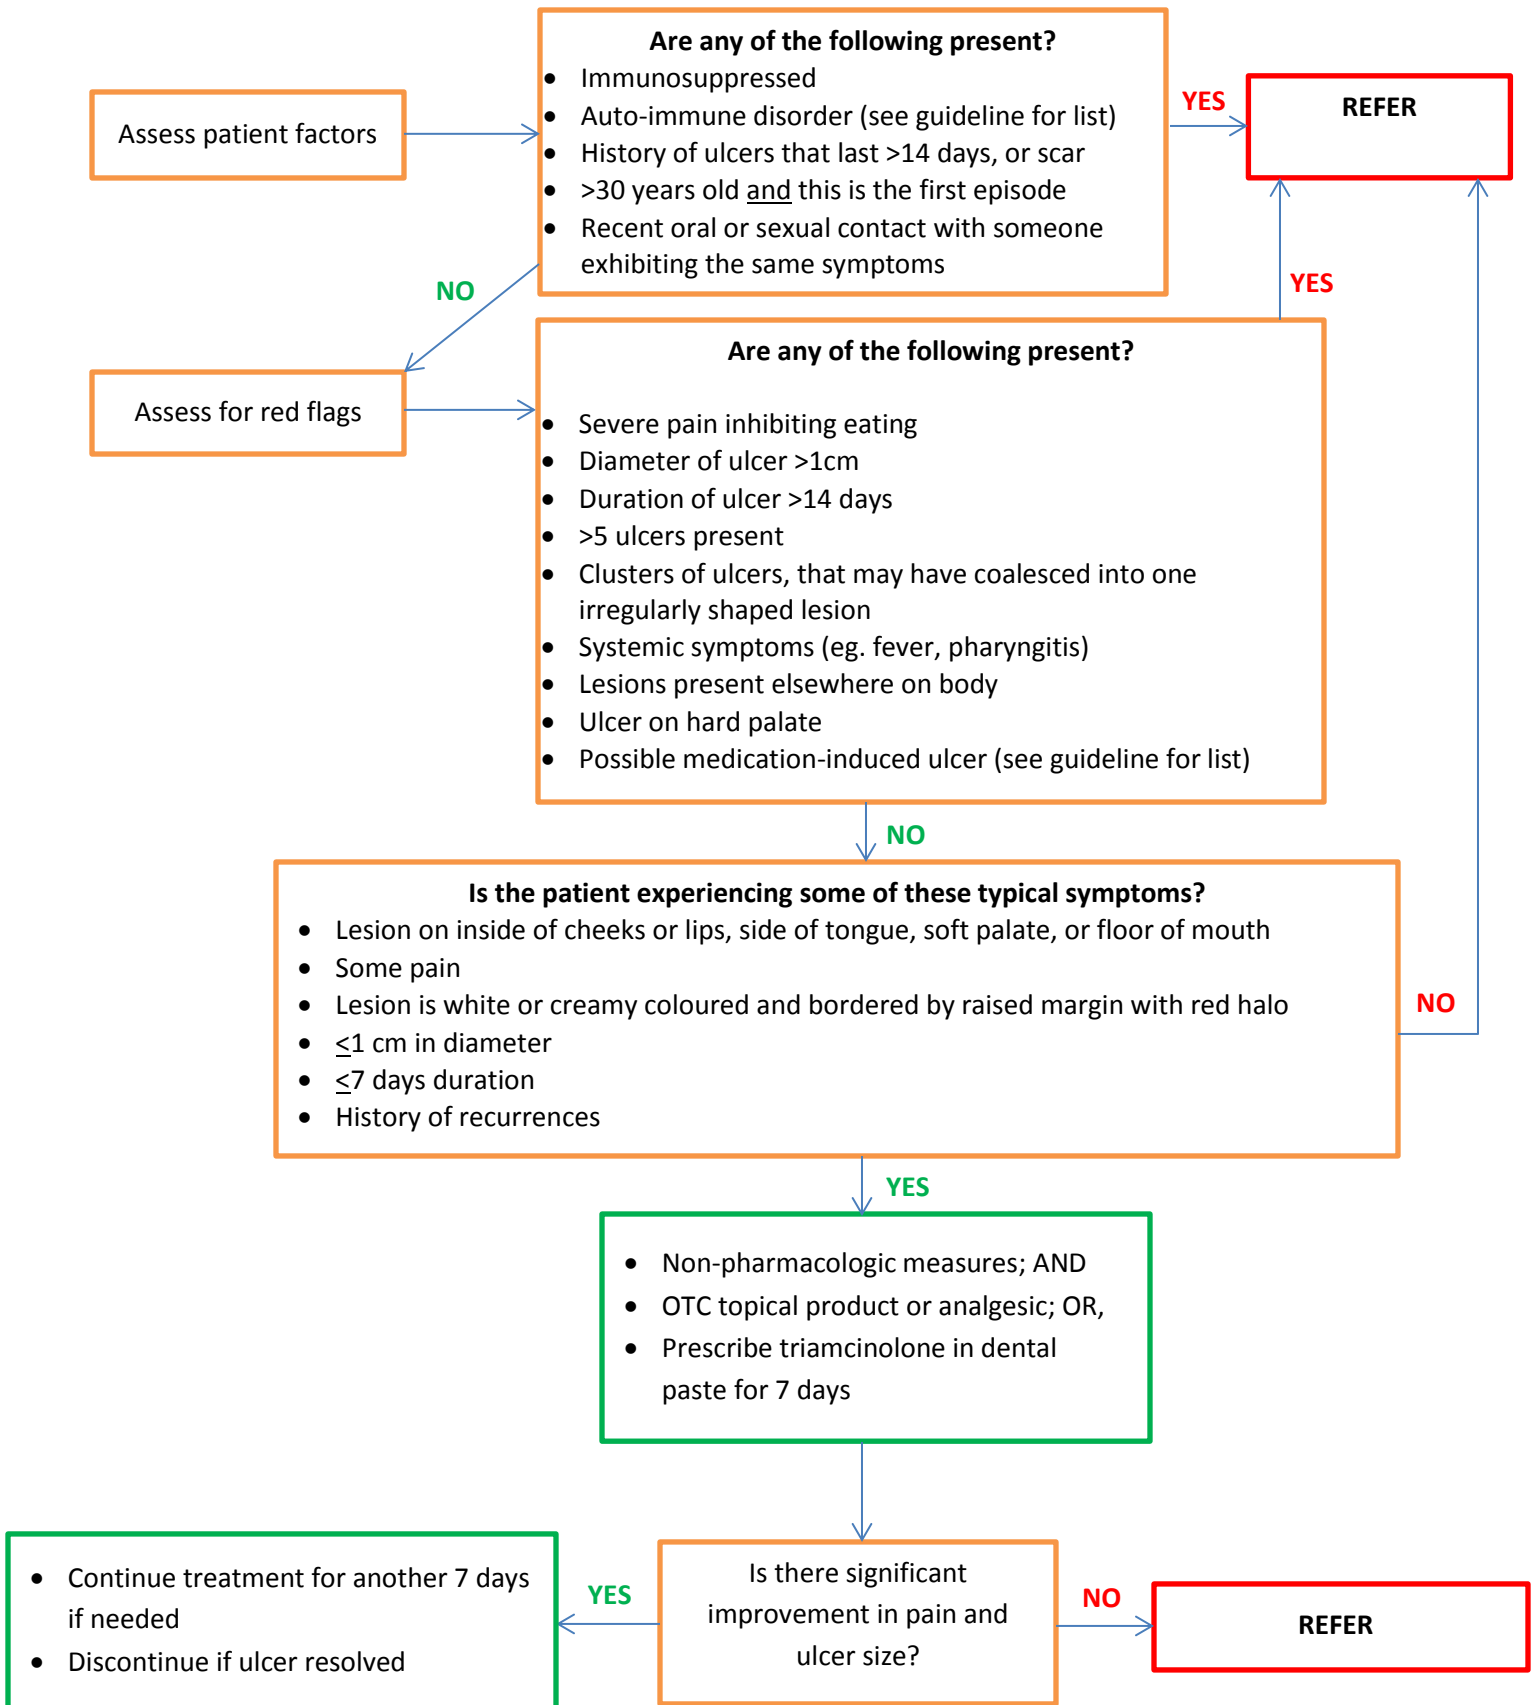 Are any of the following present?
• Immunosuppressed
• Auto-immune disorder (see guideline for list)
• History of ulcers that last >14 days, or scar
• >30 years old and this is the first episode
• Recent oral or sexual contact with someone
exhibiting the same symptoms
Assess patient factors
YES
REFER
NO
YES
Assess for red flags
Are any of the following present?
• Severe pain inhibiting eating
• Diameter of ulcer >1cm
• Duration of ulcer >14 days
• >5 ulcers present
• Clusters of ulcers, that may have coalesced into one
irregularly shaped lesion
• Systemic symptoms (eg. fever, pharyngitis)
• Lesions present elsewhere on body
• Ulcer on hard palate
• Possible medication-induced ulcer (see guideline for list)
NO
Is the patient experiencing some of these typical symptoms?
• Lesion on inside of cheeks or lips, side of tongue, soft palate, or floor of mouth
• Some pain
• Lesion is white or creamy coloured and bordered by raised margin with red halo
• ≤1 cm in diameter
• ≤7 days duration
• History of recurrences
NO
YES
• Non-pharmacologic measures; AND
• OTC topical product or analgesic; OR,
• Prescribe triamcinolone in dental
paste for 7 days
Is there significant
improvement in pain and
ulcer size?
YES
• Continue treatment for another 7 days
if needed
• Discontinue if ulcer resolved
NO
REFER